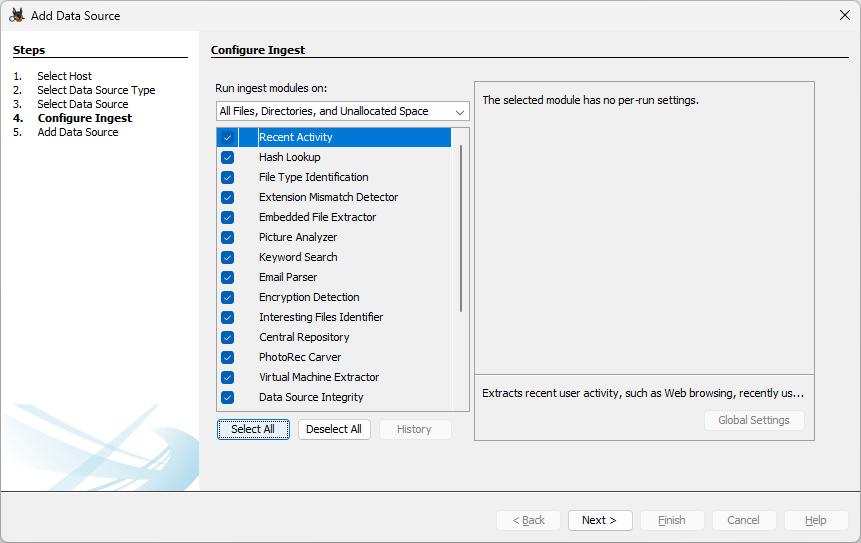 Add Data Source
Steps
1. Select Host
2. Select Data Source Type
3. Select Data Source
4. Configure Ingest
5. Add Data Source
Configure Ingest
Run ingest modules on:
All Files, Directories, and Unallocated Space
Recent Activity
Hash Lookup
File Type Identification
Extension Mismatch Detector
Embedded File Extractor
Picture Analyzer
Keyword Search
Email Parser
Encryption Detection
Interesting Files Identifier
Central Repository
PhotoRec Carver
Virtual Machine Extractor
Data Source Integrity
Select All
Deselect All
History
The selected module has no per-run settings.
Extracts recent user activity, such as Web browsing, recently us...
Global Settings
< Back
Next >
Finish
Cancel
Help